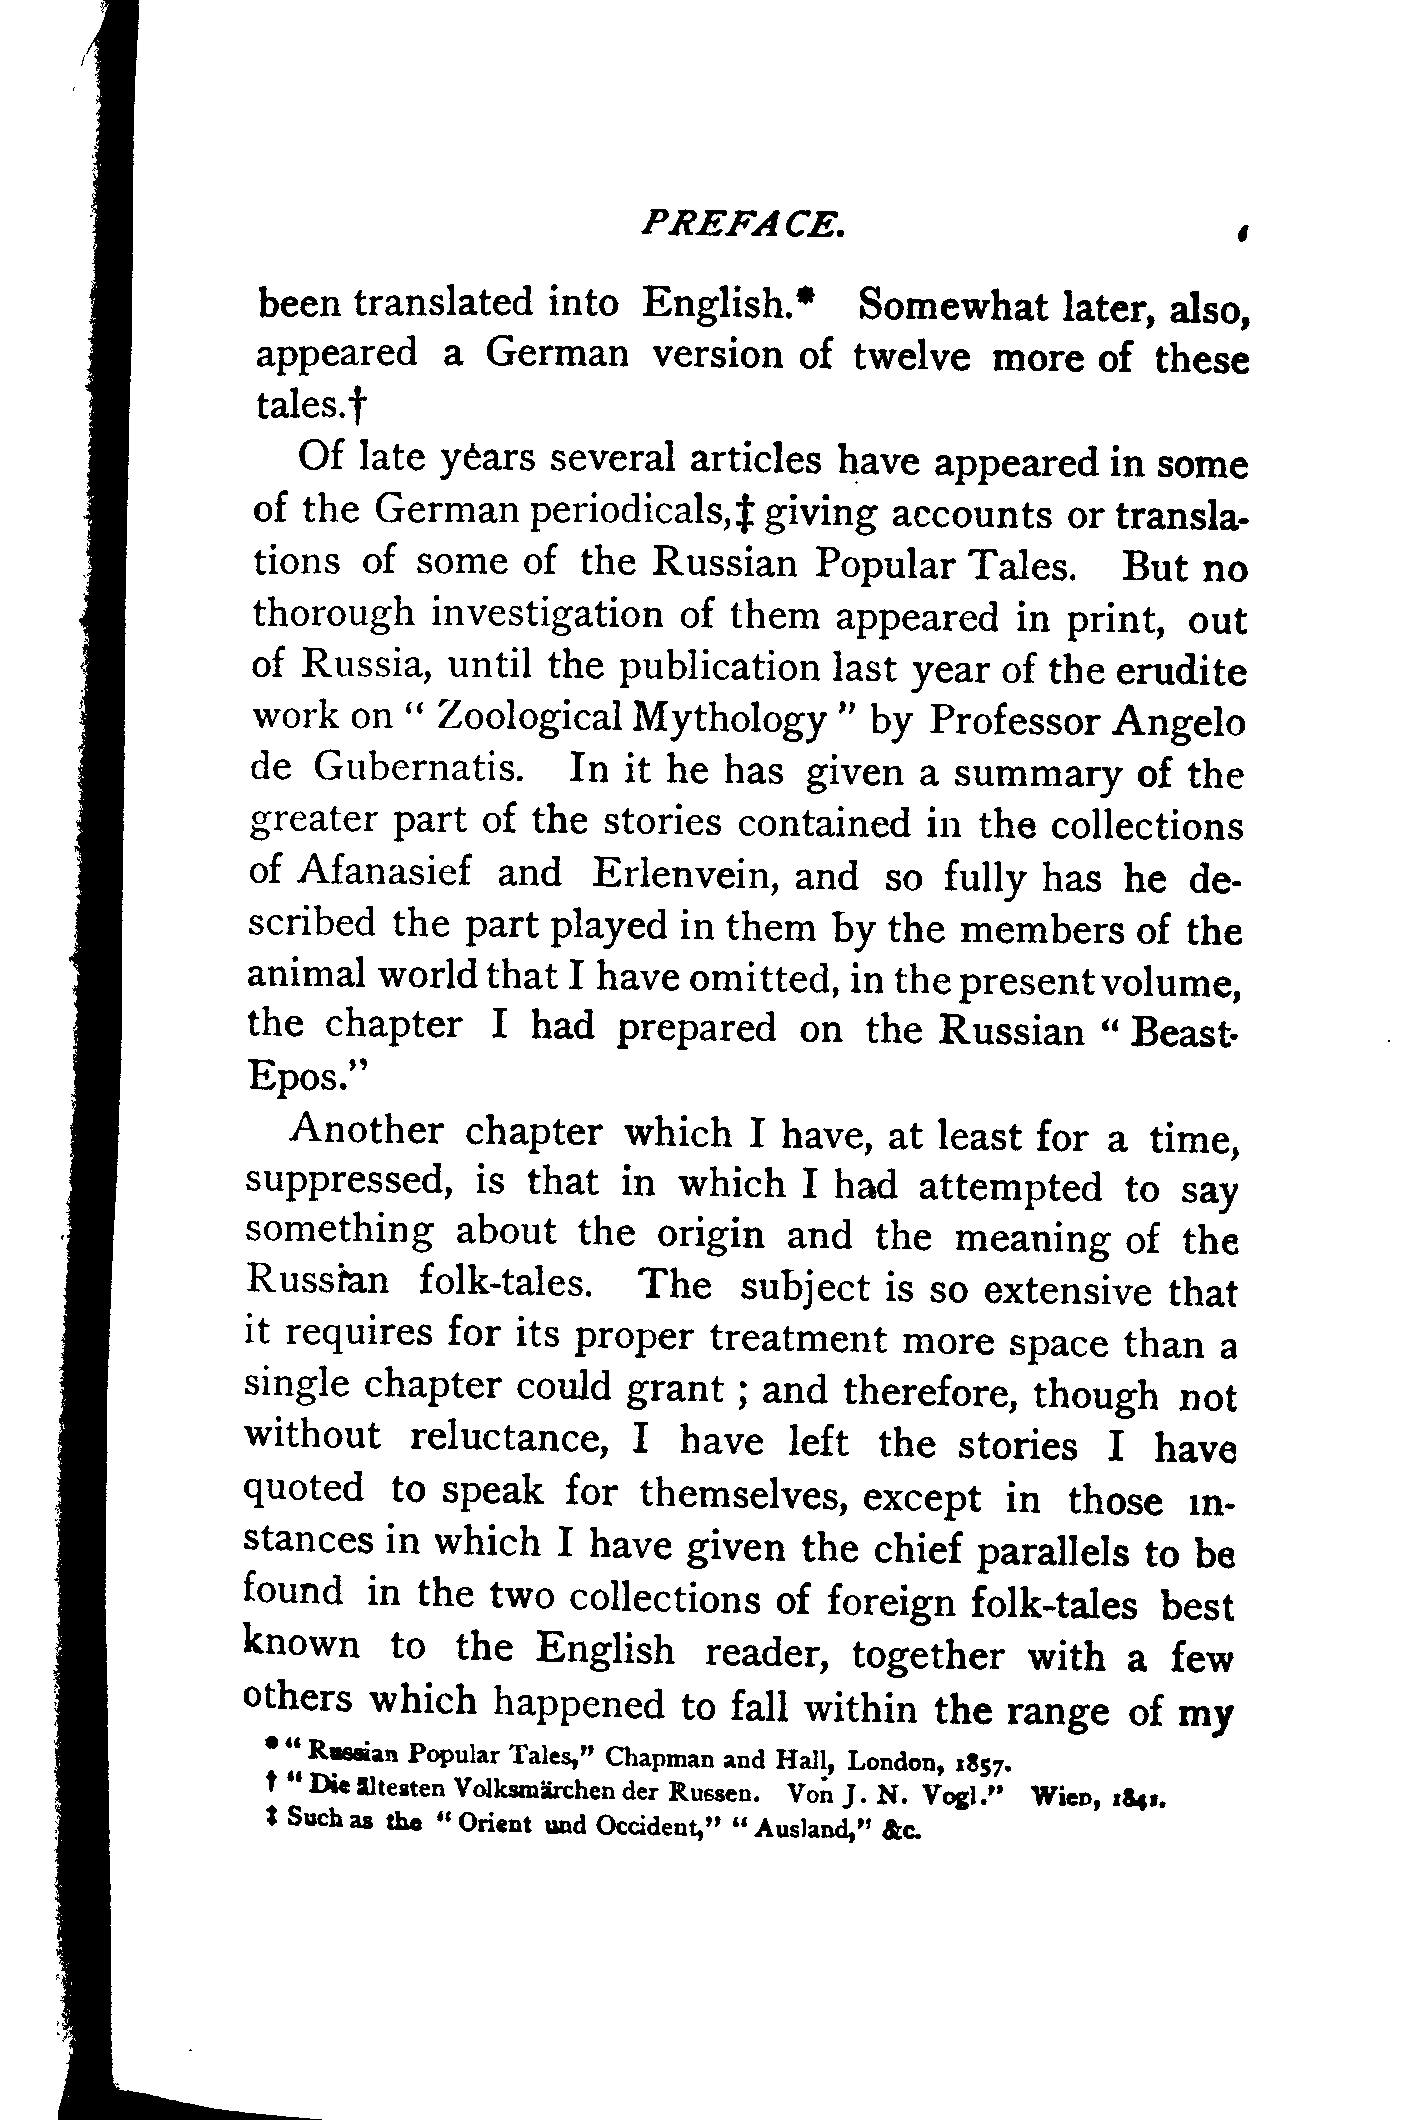 PREFACE.
been translated into English.* Somewhat later, also,
appeared a German version of twelve more of these
tales.†
Of late years several articles have appeared in some
of the German periodicals,‡ giving accounts or transla-
tions of some of the Russian Popular Tales. But no
thorough investigation of them appeared in print, out
of Russia, until the publication last year of the erudite
work on “ Zoological Mythology ” by Professor Angelo
de Gubernatis. In it he has given a summary of the
greater part of the stories contained in the collections
of Afanasief and Erlenvein, and so fully has he de-
scribed the part played in them by the members of the
animal world that I have omitted, in the present volume,
the chapter I had prepared on the Russian “ Beast-
Epos.”
Another chapter which I have, at least for a time,
suppressed, is that in which I had attempted to say
something about the origin and the meaning of the
Russian folk-tales. The subject is so extensive that
it requires for its proper treatment more space than a
single chapter could grant ; and therefore, though not
without reluctance, I have left the stories I have
quoted to speak for themselves, except in those in-
stances in which I have given the chief parallels to be
found in the two collections of foreign folk-tales best
known to the English reader, together with a few
others which happened to fall within the range of my
* “ Russian Popular Tales,” Chapman and Hall, London, 1857.
† “ Die ältesten Volksmärchen der Russen. Von J. N. Vogl.” Wien, 1841.
‡ Such as the “ Orient und Occident,” “ Ausland,” &c.